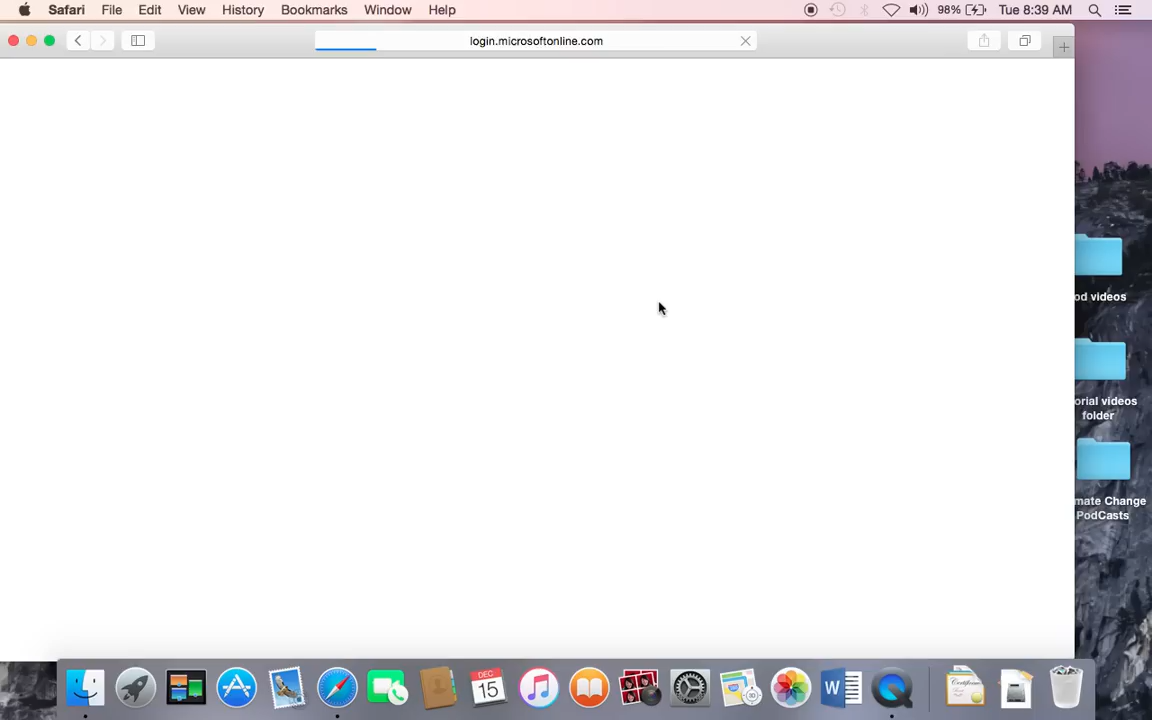 Safari File Edit View History Bookmarks Window Help 98% Tue 8:39 AM
login.microsoftonline.com
od videos
orial videos
folder
mate Change
PodCasts
DEC
15
W